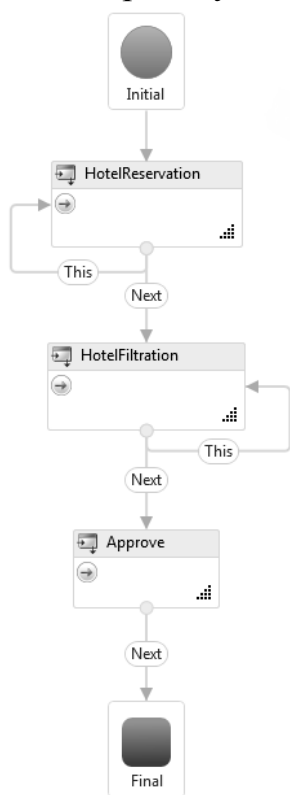 Initial
HotelReservation
This
Next
HotelFiltration
This
Next
Approve
Next
Final